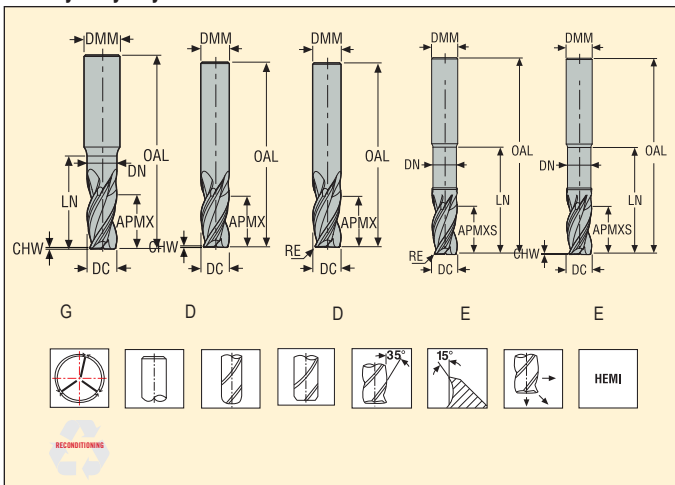 DMM DMM DMM DMM DMM
OAL OAL OAL OAL OAL
DN DN DN
LN LN LN
APMX APMX APMX APMXS APMXS
CHW CHW RE RE CHW
DC DC DC DC DC
G D D E E
35° 15°
HEMI
RECONDITIONING